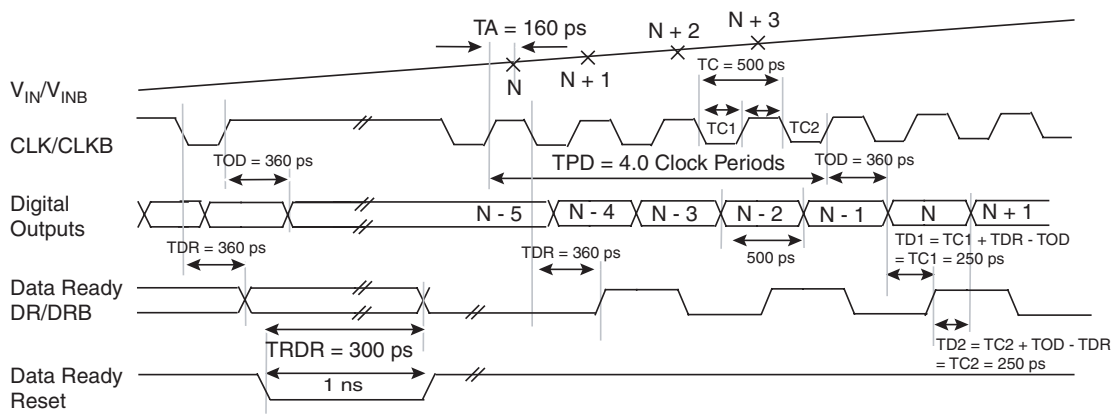 TA = 160 ps
N + 3
N + 2
N + 1
N
TC = 500 ps
V_IN/V_INB
CLK/CLKB
TC1
TC2
TOD = 360 ps
TPD = 4.0 Clock Periods
TOD = 360 ps
Digital
Outputs
N - 5
N - 4
N - 3
N - 2
N - 1
N
N + 1
TDR = 360 ps
TDR = 360 ps
500 ps
TD1 = TC1 + TDR - TOD
= TC1 = 250 ps
Data Ready
DR/DRB
TRDR = 300 ps
TD2 = TC2 + TOD - TDR
= TC2 = 250 ps
1 ns
Data Ready
Reset